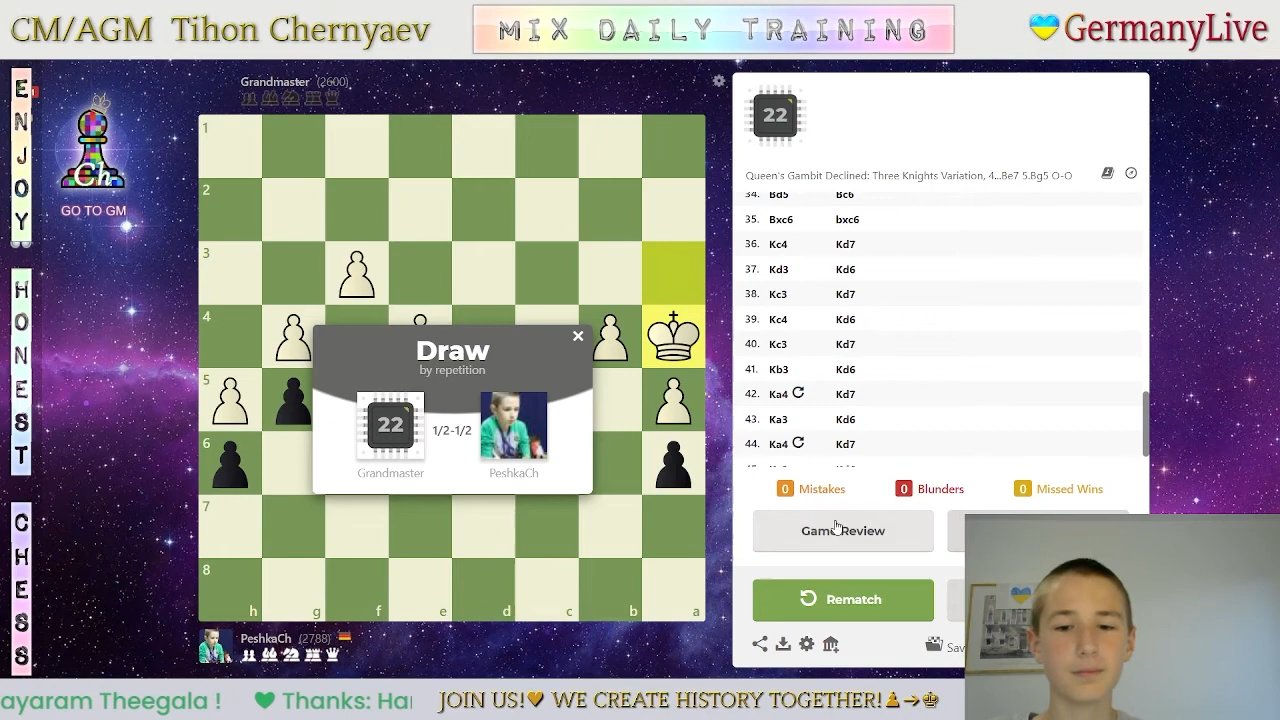 CM/AGM Tihon Chernyaev
MIX DAILY TRAINING
GermanyLive
ENJOY
HONEST
CHESS
Ch
GO TO GM
Grandmaster (2600)
1
2
3
4
5
6
7
8
h g f e d c b a
Draw
by repetition
22
1/2-1/2
Grandmaster
PeshkaCh
PeshkaCh (2788)
22
Queen's Gambit Declined: Three Knights Variation, 4...Be7 5.Bg5 O-O
34. Bd5 Bc6
35. Bxc6 bxc6
36. Kc4 Kd7
37. Kd3 Kd6
38. Kc3 Kd7
39. Kc4 Kd6
40. Kc3 Kd7
41. Kb3 Kd6
42. Ka4 Kd7
43. Ka3 Kd6
44. Ka4 Kd7
0 Mistakes
0 Blunders
0 Missed Wins
Game Review
Rematch
Sav
ayaram Theegala !
Thanks: Har
JOIN US! WE CREATE HISTORY TOGETHER!